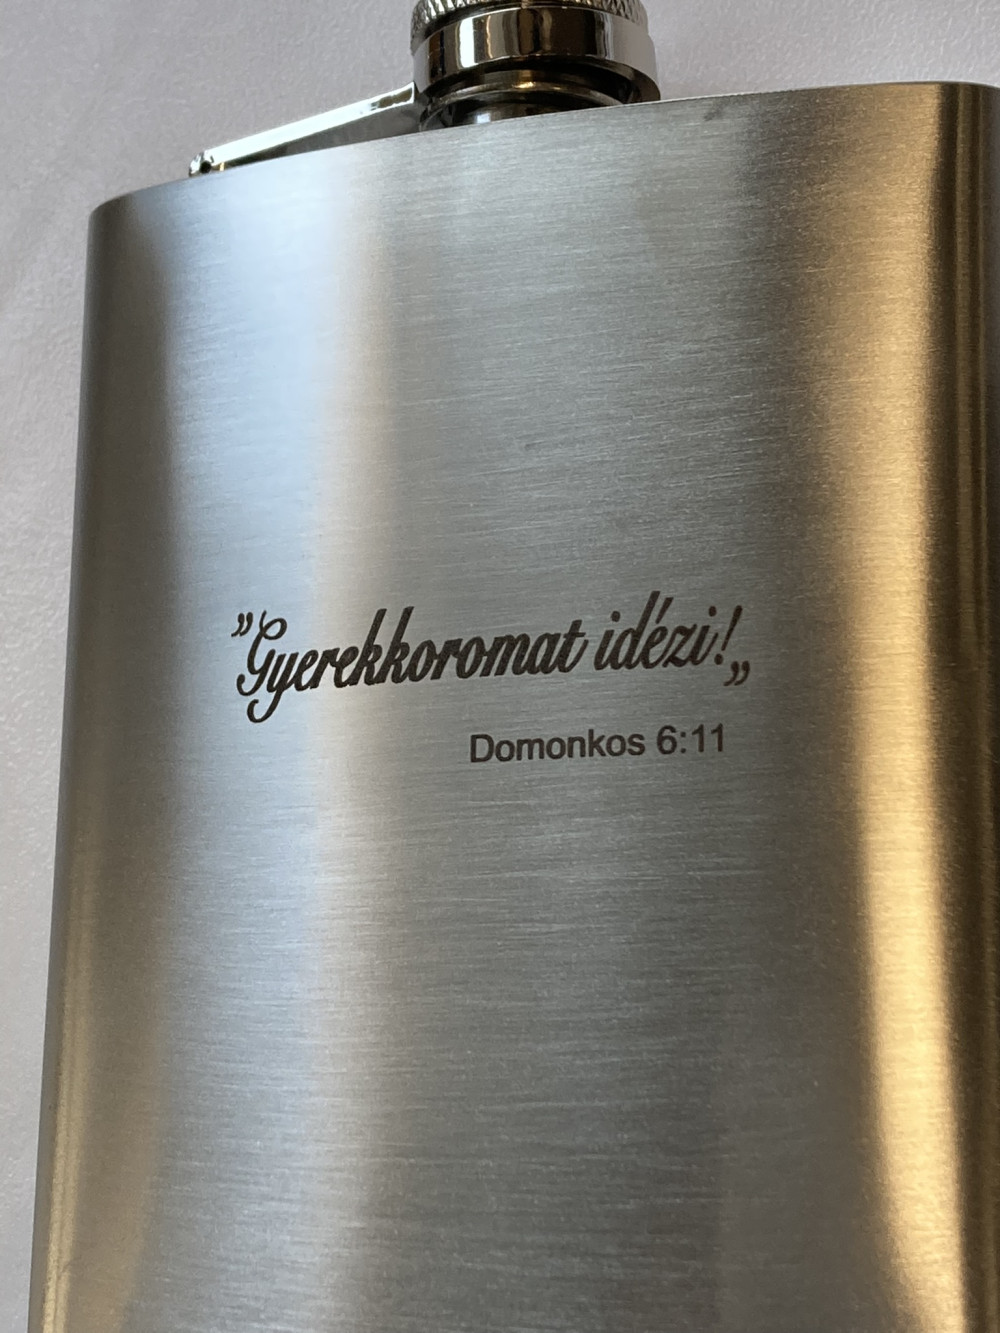 ”Gyerekkoromat idézi!„
Domonkos 6:11